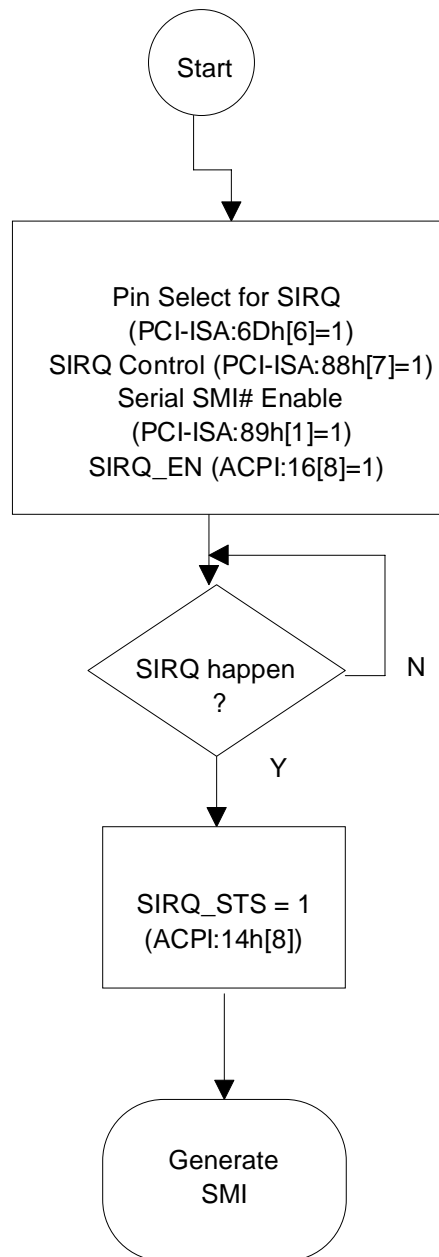 Start
Pin Select for SIRQ
(PCI-ISA:6Dh[6]=1)
SIRQ Control (PCI-ISA:88h[7]=1)
Serial SMI# Enable
(PCI-ISA:89h[1]=1)
SIRQ_EN (ACPI:16[8]=1)
SIRQ happen
?
N
Y
SIRQ_STS = 1
(ACPI:14h[8])
Generate
SMI